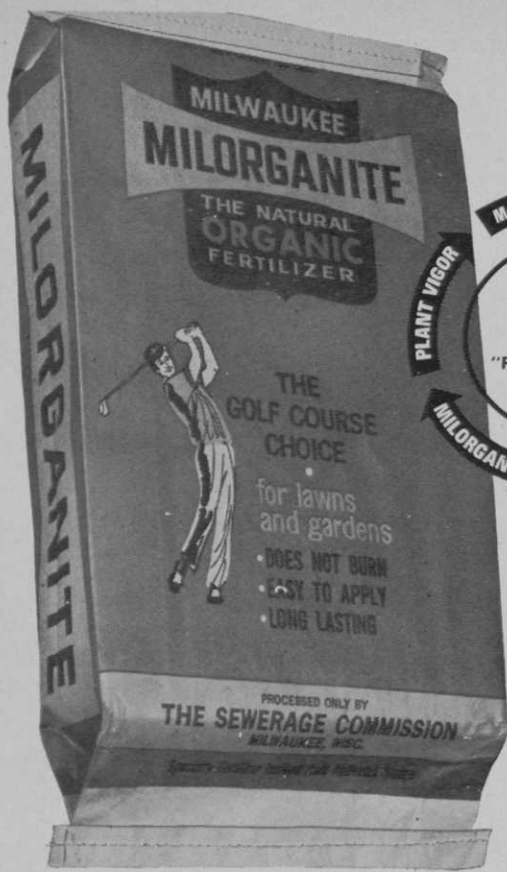 MILORGANITE
MILWAUKEE
MILORGANITE
THE NATURAL
ORGANIC
FERTILIZER
THE
GOLF COURSE
CHOICE
for lawns
and gardens
• DOES NOT BURN
• EASY TO APPLY
• LONG LASTING
PROCESSED ONLY BY
THE SEWERAGE COMMISSION
MILWAUKEE, WISC.
PLANT VIGOR
M
"F
MILORGAN